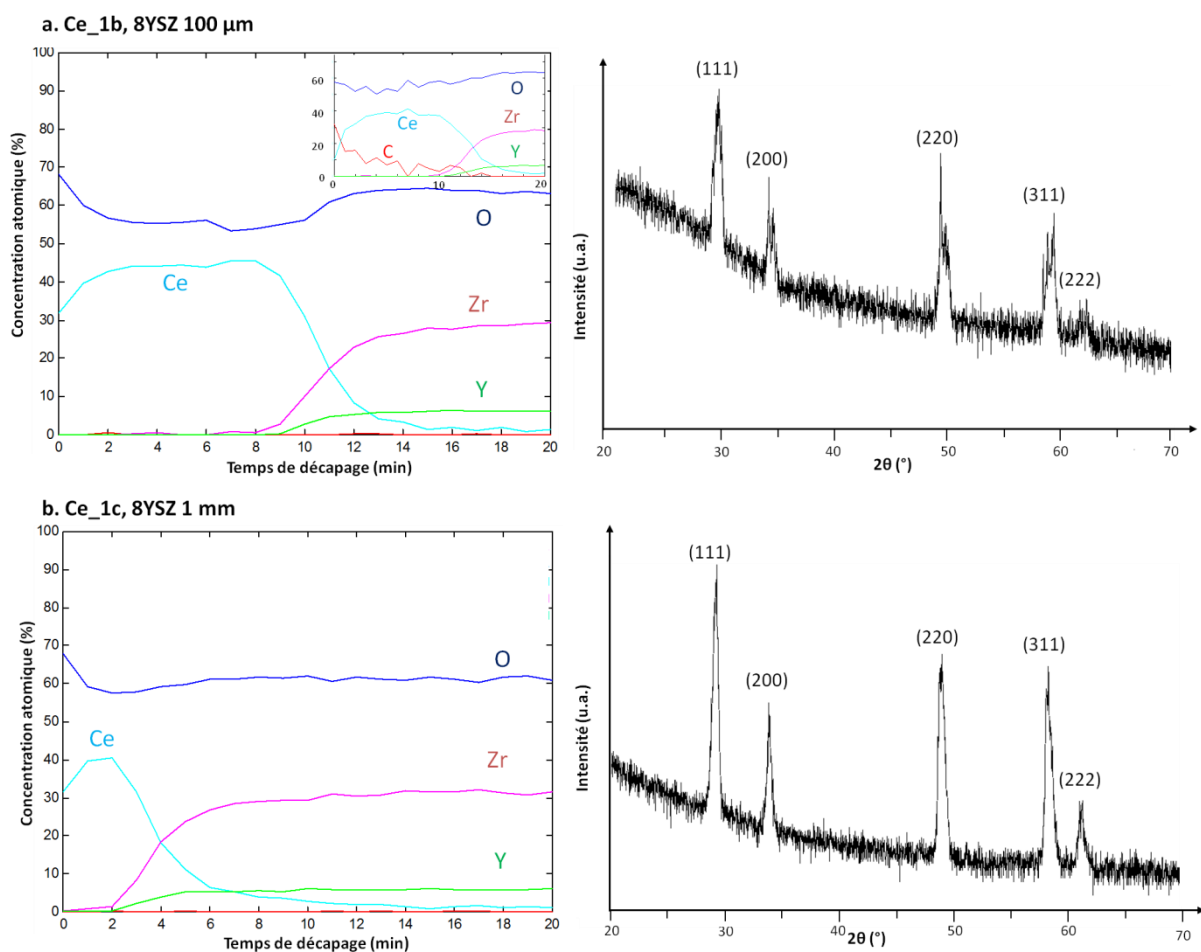 a. Ce_1b, 8YSZ 100 µm
Concentration atomique (%)
100
90
80
70
60
50
40
30
20
10
0
0 2 4 6 8 10 12 14 16 18 20
Temps de décapage (min)
O
Ce
Zr
Y
60
40
20
0
0 10 20
O
Ce
Zr
C
Y
Intensité (u.a.)
(111)
(200)
(220)
(311)
(222)
20 30 40 50 60 70
2θ (°)
b. Ce_1c, 8YSZ 1 mm
Concentration atomique (%)
100
90
80
70
60
50
40
30
20
10
0
0 2 4 6 8 10 12 14 16 18 20
Temps de décapage (min)
O
Ce
Zr
Y
Intensité (u.a.)
(111)
(200)
(220)
(311)
(222)
20 30 40 50 60 70
2θ (°)